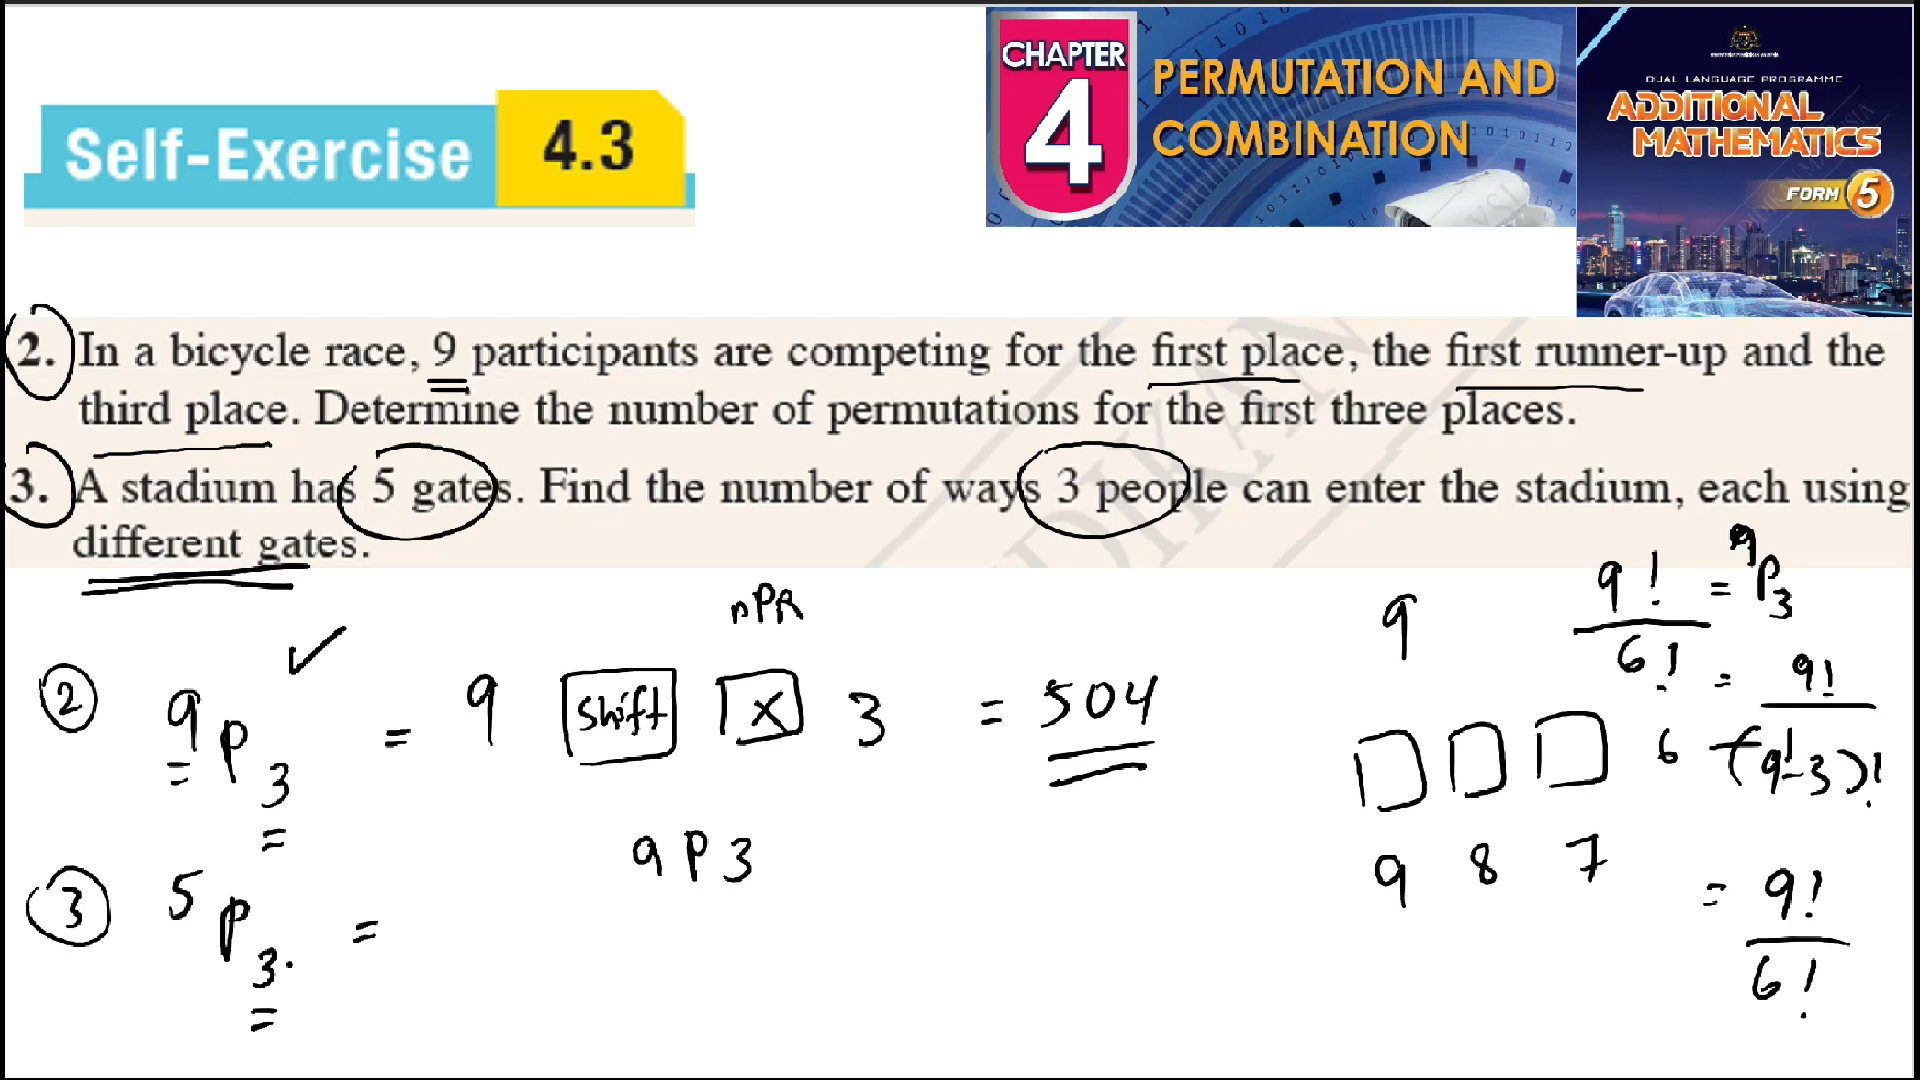 CHAPTER
4
PERMUTATION AND
COMBINATION
DUAL LANGUAGE PROGRAMME
ADDITIONAL
MATHEMATICS
FORM 5
Self-Exercise 4.3
2. In a bicycle race, 9 participants are competing for the first place, the first runner-up and the
third place. Determine the number of permutations for the first three places.
3. A stadium has 5 gates. Find the number of ways 3 people can enter the stadium, each using
different gates.
nPR
② 9P3 = 9 Shift × 3 = 504
9P3
③ 5P3. =
9
9!/6! = 9P3
6
= 9!/(9-3)!
9 8 7
= 9!/6!